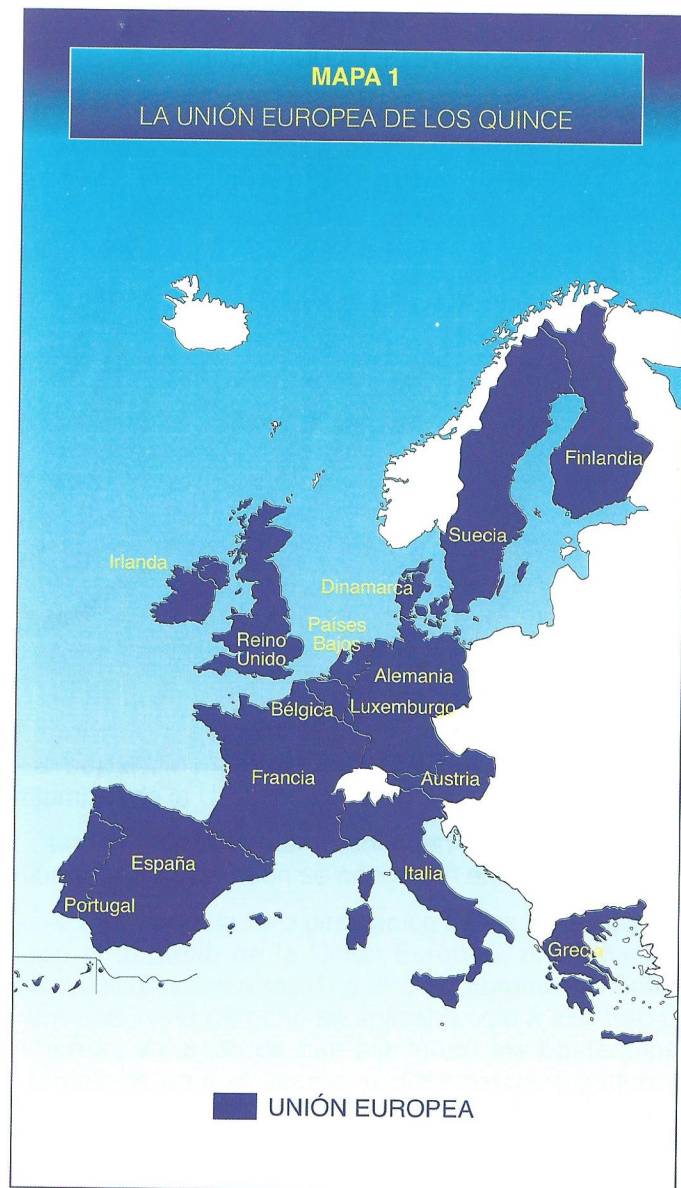 MAPA 1
LA UNIÓN EUROPEA DE LOS QUINCE
Finlandia
Suecia
Irlanda
Dinamarca
Países
Bajos
Reino
Unido
Alemania
Bélgica
Luxemburgo
Francia
Austria
España
Italia
Portugal
Grecia
UNIÓN EUROPEA